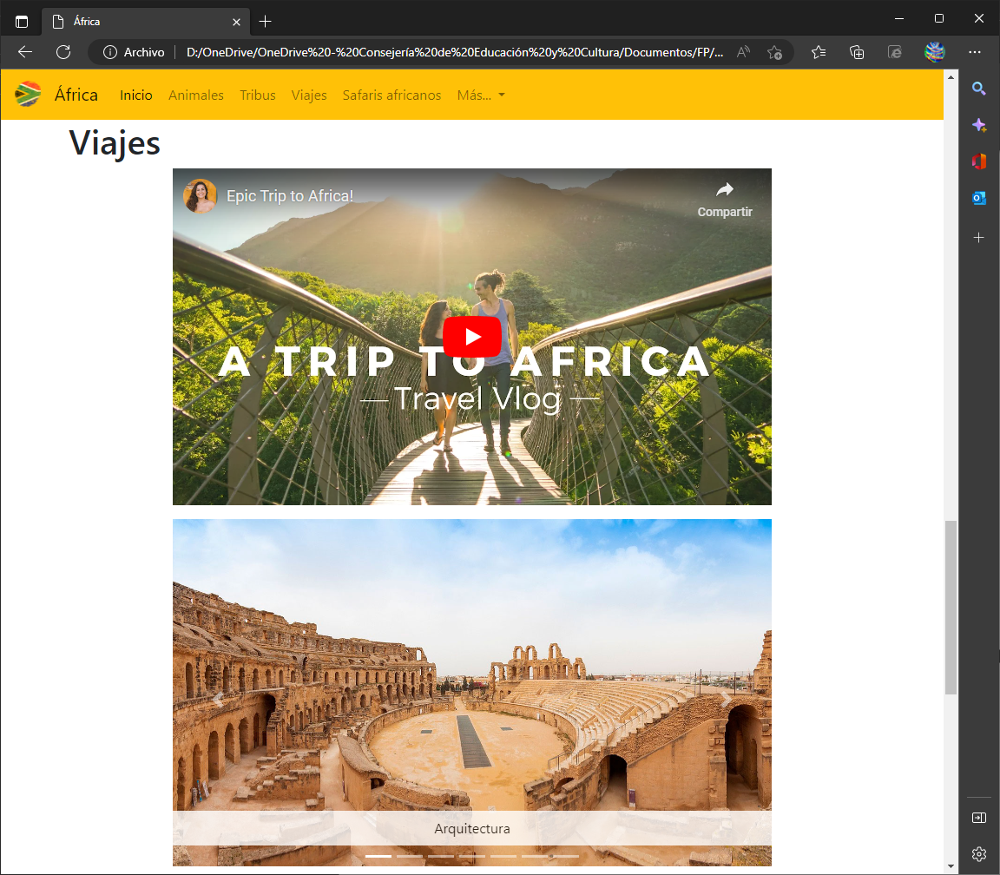 África
Archivo
D:/OneDrive/OneDrive%20-%20Consejería%20de%20Educación%20y%20Cultura/Documentos/FP/...
África Inicio Animales Tribus Viajes Safaris africanos Más...
Viajes
Epic Trip to Africa!
Compartir
A TRIP TO AFRICA
Travel Vlog
Arquitectura